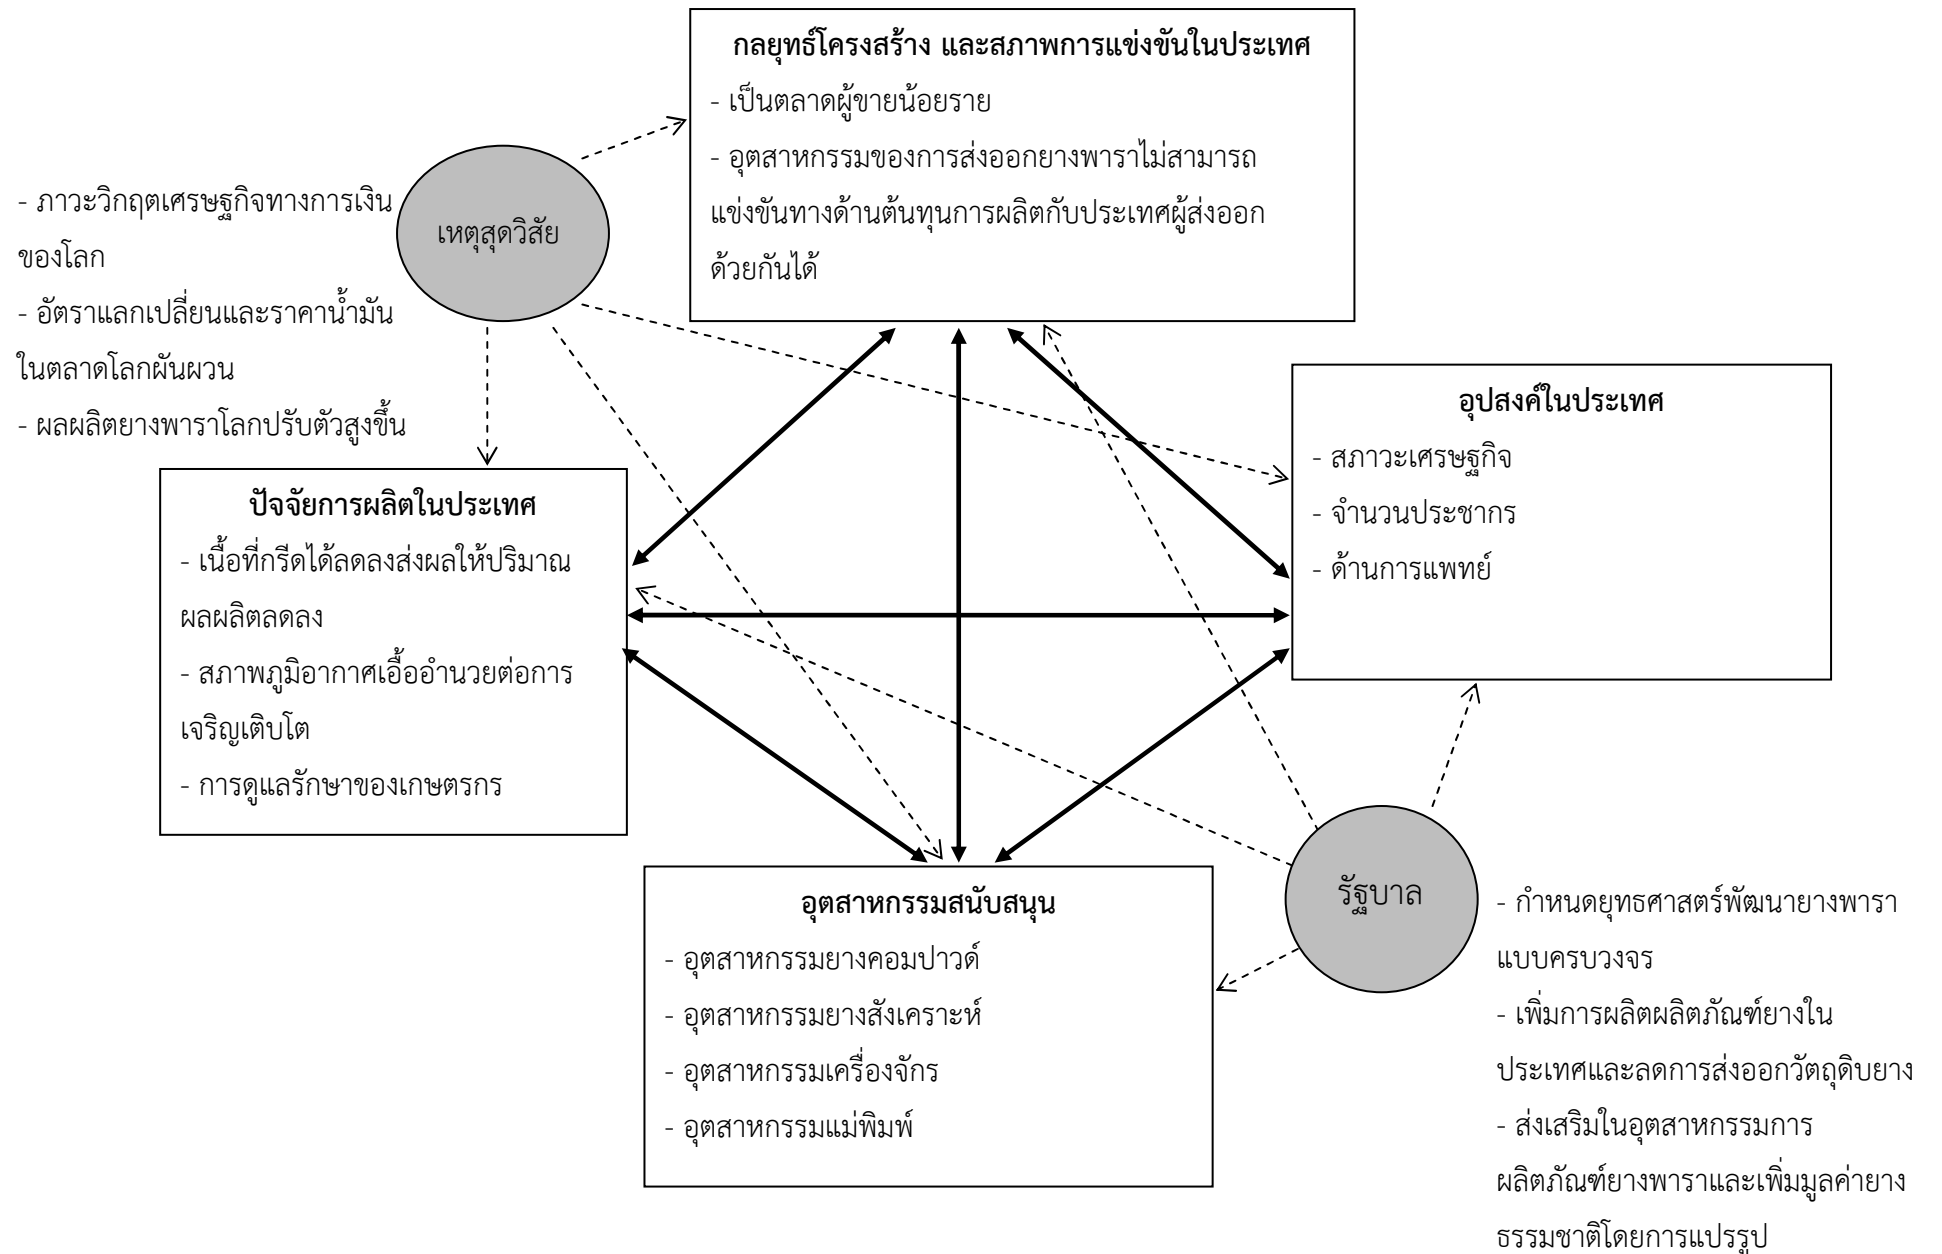 กลยุทธ์โครงสร้าง และสภาพการแข่งขันในประเทศ
- เป็นตลาดผู้ขายน้อยราย
- อุตสาหกรรมของการส่งออกยางพาราไม่สามารถ
แข่งขันทางด้านต้นทุนการผลิตกับประเทศผู้ส่งออก
ด้วยกันได้
- ภาวะวิกฤตเศรษฐกิจทางการเงิน
ของโลก
- อัตราแลกเปลี่ยนและราคาน้ำมัน
ในตลาดโลกผันผวน
- ผลผลิตยางพาราโลกปรับตัวสูงขึ้น
เหตุสุดวิสัย
อุปสงค์ในประเทศ
- สภาวะเศรษฐกิจ
- จำนวนประชากร
- ด้านการแพทย์
ปัจจัยการผลิตในประเทศ
- เนื้อที่กรีดได้ลดลงส่งผลให้ปริมาณ
ผลผลิตลดลง
- สภาพภูมิอากาศเอื้ออำนวยต่อการ
เจริญเติบโต
- การดูแลรักษาของเกษตรกร
อุตสาหกรรมสนับสนุน
- อุตสาหกรรมยางคอมปาวด์
- อุตสาหกรรมยางสังเคราะห์
- อุตสาหกรรมเครื่องจักร
- อุตสาหกรรมแม่พิมพ์
รัฐบาล
- กำหนดยุทธศาสตร์พัฒนายางพารา
แบบครบวงจร
- เพิ่มการผลิตผลิตภัณฑ์ยางใน
ประเทศและลดการส่งออกวัตถุดิบยาง
- ส่งเสริมในอุตสาหกรรมการ
ผลิตภัณฑ์ยางพาราและเพิ่มมูลค่ายาง
ธรรมชาติโดยการแปรรูป